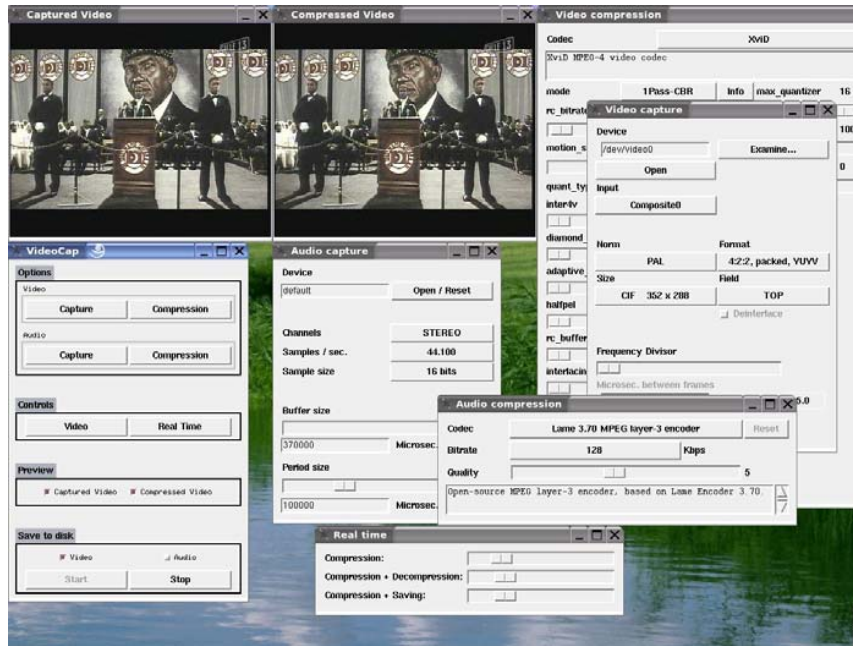 Captured Video
Compressed Video
Video compression
Codec
XviD
XviD MPEG-4 video codec
mode
1Pass-CBR
Info
max_quantizer
16
rc_bitrate
100
motion_s
0
quant_ty
inter4v
diamond_
adaptive_
halfpel
rc_buffer
interlacin
Video capture
Device
/dev/video0
Examine...
Open
Input
Composite0
Norm
Format
PAL
4:2:2, packed, YUYV
Size
Field
CIF 352 x 288
TOP
Deinterface
Frequency Divisor
Microsec. between frames
5.0
VideoCap
Options
Video
Capture
Compression
Audio
Capture
Compression
Controls
Video
Real Time
Preview
Captured Video
Compressed Video
Save to disk
Video
Audio
Start
Stop
Audio capture
Device
default
Open / Reset
Channels
STEREO
Samples / sec.
44.100
Sample size
16 bits
Buffer size
370000
Microsec.
Period size
100000
Microsec.
Audio compression
Codec
Lame 3.70 MPEG layer-3 encoder
Reset
Bitrate
128
Kbps
Quality
5
Open-source MPEG layer-3 encoder, based on Lame Encoder 3.70.
Real time
Compression:
Compression + Decompression:
Compression + Saving: